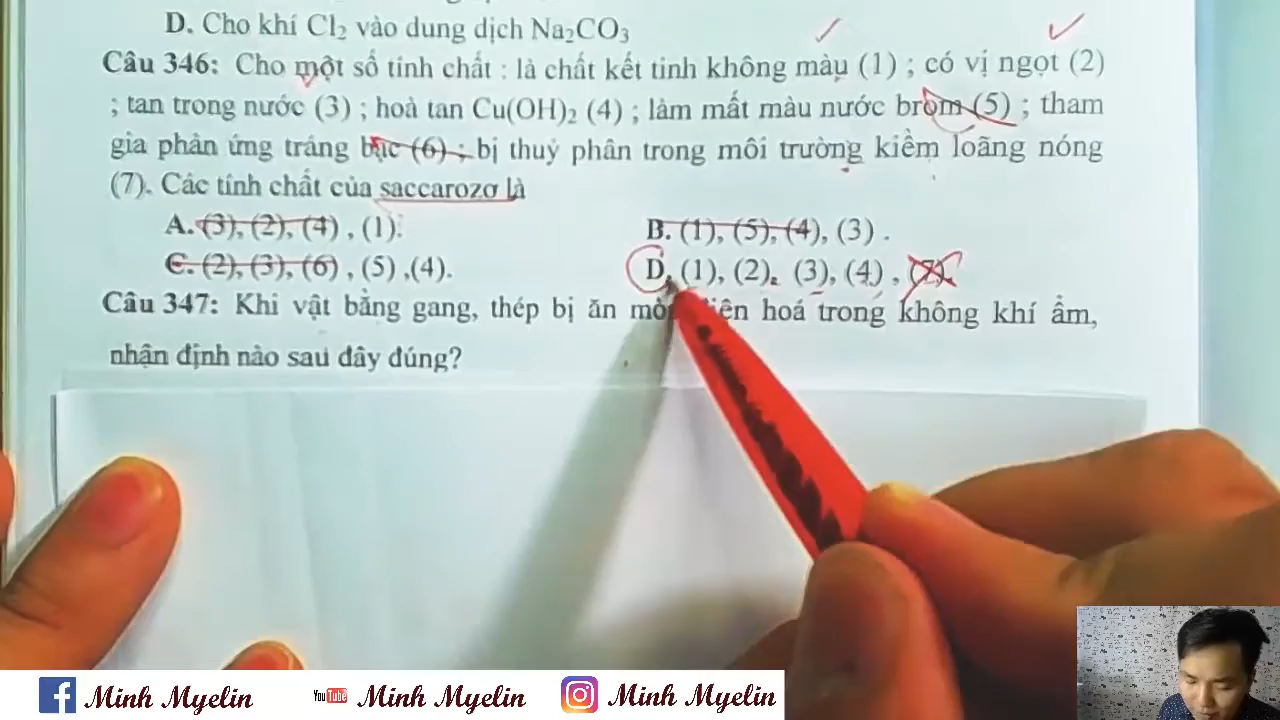 D. Cho khí Cl₂ vào dung dịch Na₂CO₃
Câu 346: Cho một số tính chất : là chất kết tinh không màu (1) ; có vị ngọt (2)
; tan trong nước (3) ; hoà tan Cu(OH)₂ (4) ; làm mất màu nước brom (5) ; tham
gia phản ứng tráng bạc (6) ; bị thuỷ phân trong môi trường kiềm loãng nóng
(7). Các tính chất của saccarozơ là
A. (3), (2), (4) , (1).
B. (1), (5), (4), (3) .
C. (2), (3), (6) , (5) ,(4).
D. (1), (2), (3), (4) , (7).
Câu 347: Khi vật bằng gang, thép bị ăn hoá trong không khí ẩm,
nhận định nào sau đây đúng?
Minh Myelin
YouTube Minh Myelin
Minh Myelin